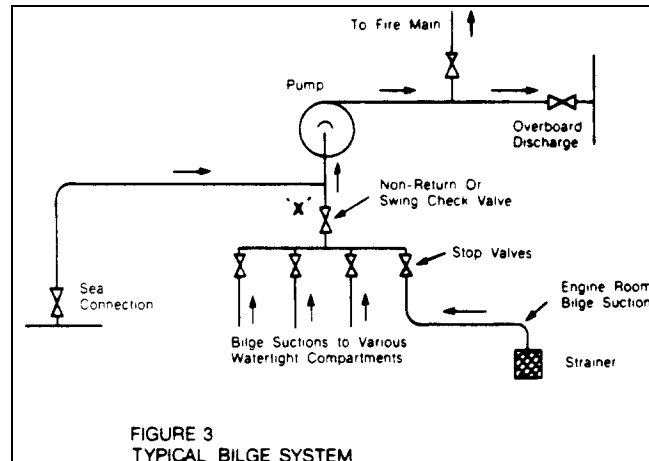 To Fire Main
Pump
Overboard
Discharge
Non-Return Or
Swing Check Valve
"X"
Stop Valves
Sea
Connection
Engine Room
Bilge Suction
Bilge Suctions to Various
Watertight Compartments
Strainer
FIGURE 3
TYPICAL BILGE SYSTEM